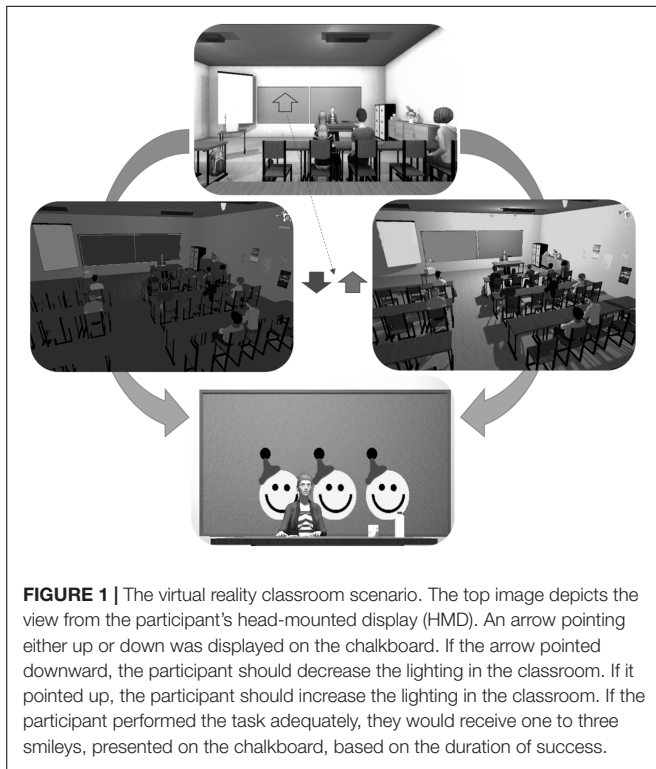 FIGURE 1 | The virtual reality classroom scenario. The top image depicts the
view from the participant's head-mounted display (HMD). An arrow pointing
either up or down was displayed on the chalkboard. If the arrow pointed
downward, the participant should decrease the lighting in the classroom. If it
pointed up, the participant should increase the lighting in the classroom. If the
participant performed the task adequately, they would receive one to three
smileys, presented on the chalkboard, based on the duration of success.